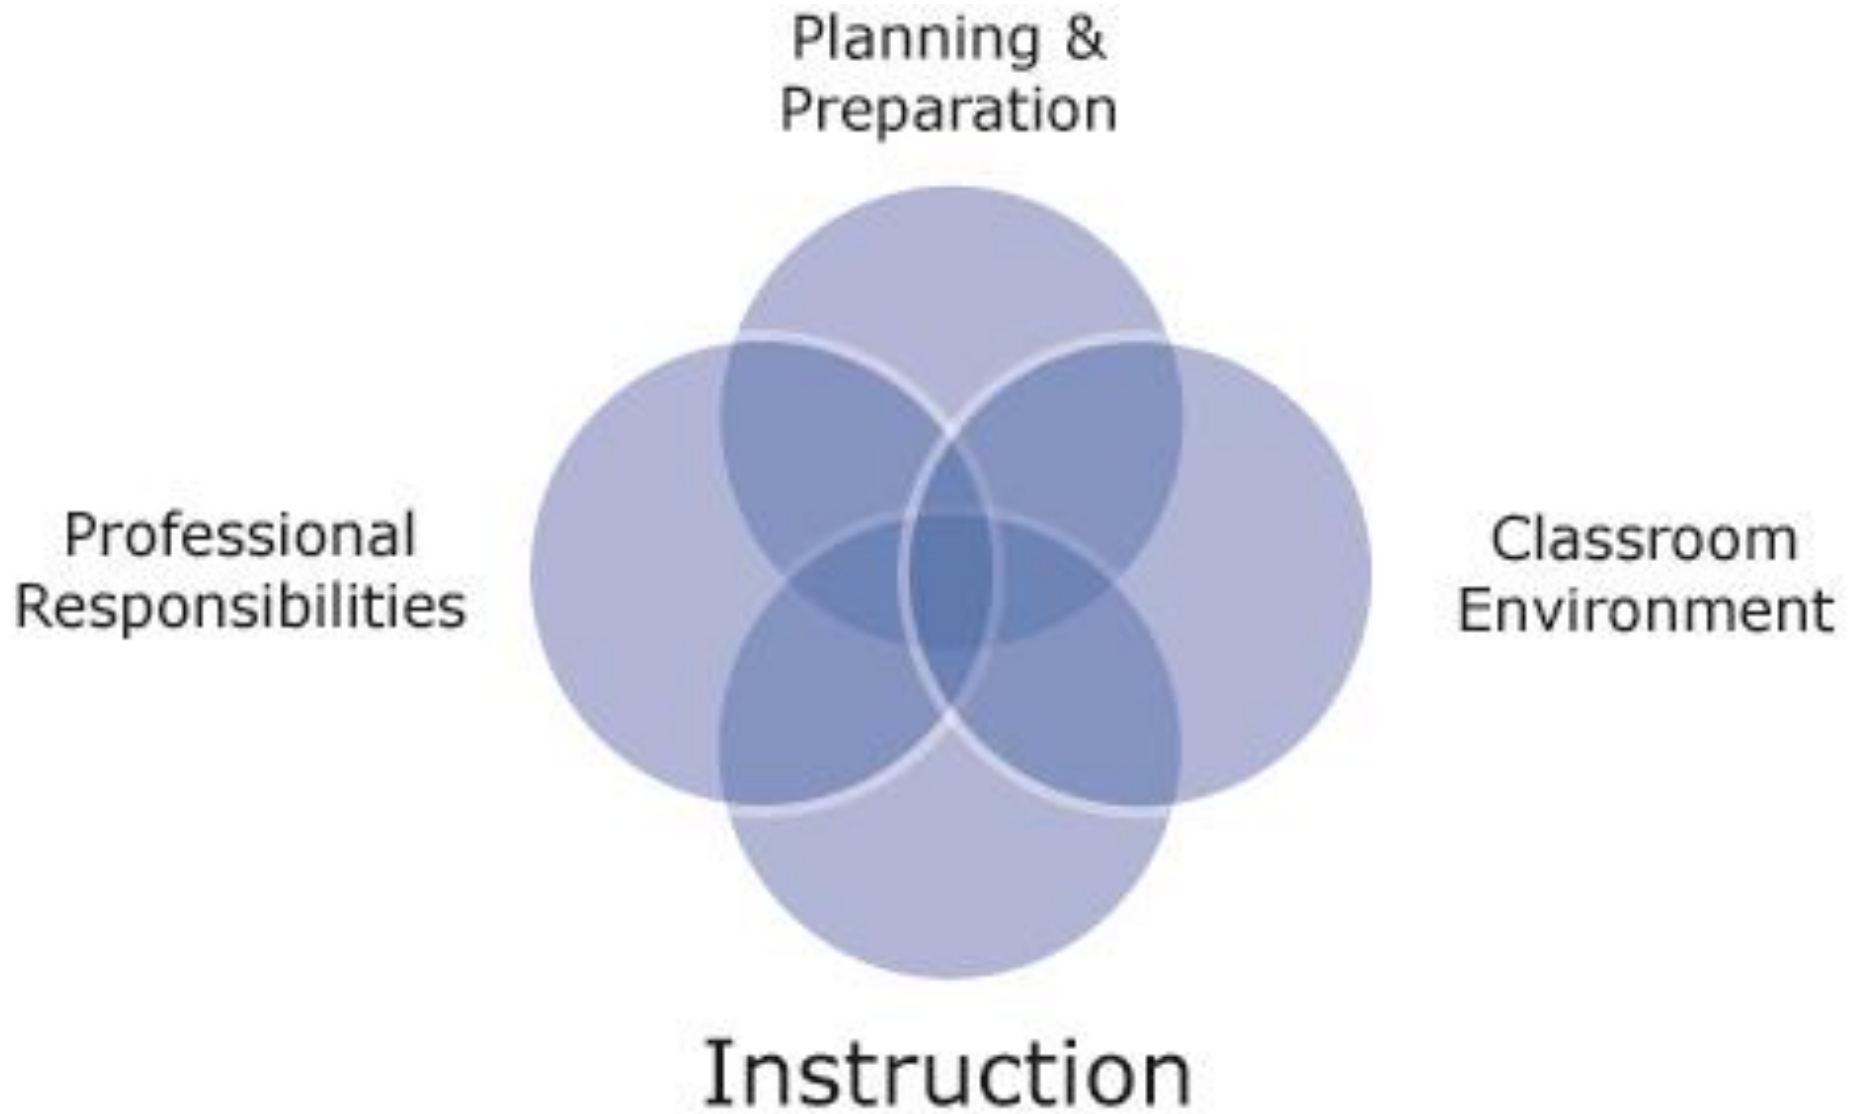 Planning &
Preparation
Professional
Responsibilities
Classroom
Environment
Instruction